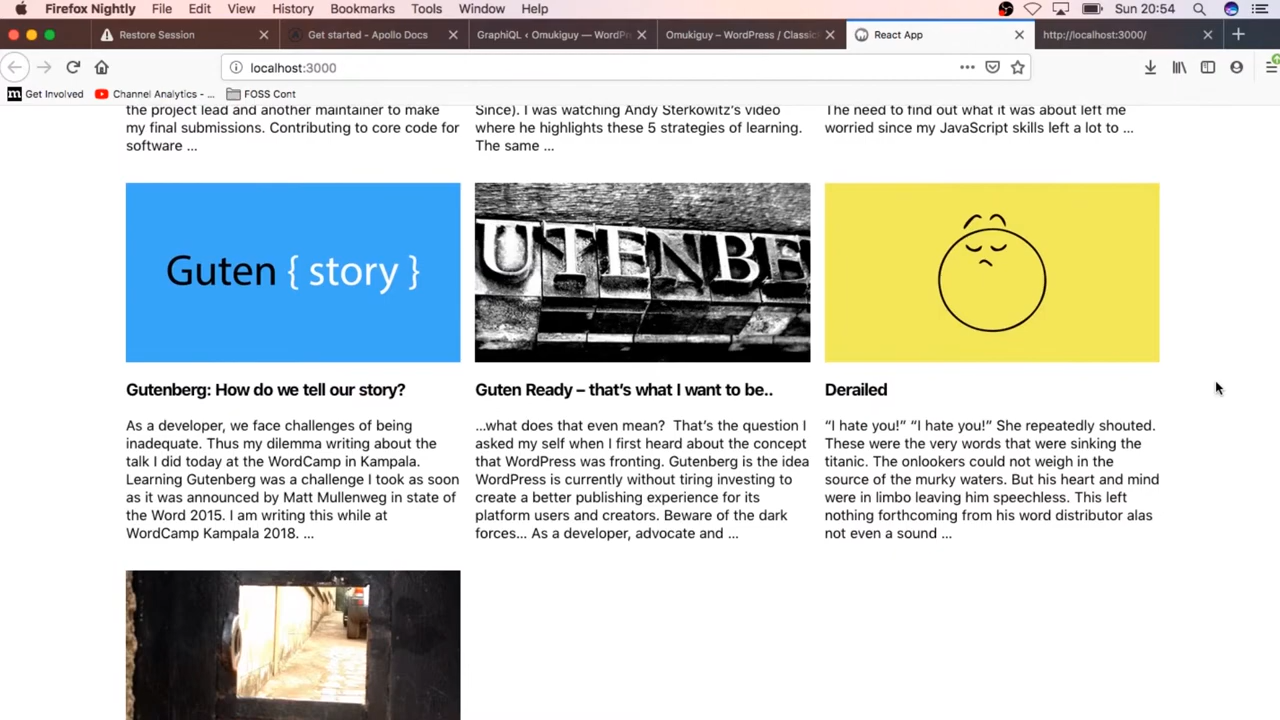 Firefox Nightly File Edit View History Bookmarks Tools Window Help Sun 20:54
Restore Session Get started - Apollo Docs GraphiQL ‹ Omukiguy — WordPr Omukiguy – WordPress / Classic React App http://localhost:3000/
localhost:3000
m Get Involved Channel Analytics - ... FOSS Cont
the project lead and another maintainer to make
my final submissions. Contributing to core code for
software ...
Since). I was watching Andy Sterkowitz's video
where he highlights these 5 strategies of learning.
The same ...
The need to find out what it was about left me
worried since my JavaScript skills left a lot to ...
Guten { story }
UTENBE
Gutenberg: How do we tell our story?
As a developer, we face challenges of being
inadequate. Thus my dilemma writing about the
talk I did today at the WordCamp in Kampala.
Learning Gutenberg was a challenge I took as soon
as it was announced by Matt Mullenweg in state of
the Word 2015. I am writing this while at
WordCamp Kampala 2018. ...
Guten Ready – that's what I want to be..
...what does that even mean?  That's the question I
asked my self when I first heard about the concept
that WordPress was fronting. Gutenberg is the idea
WordPress is currently without tiring investing to
create a better publishing experience for its
platform users and creators. Beware of the dark
forces... As a developer, advocate and ...
Derailed
“I hate you!” “I hate you!” She repeatedly shouted.
These were the very words that were sinking the
titanic. The onlookers could not weigh in the
source of the murky waters. But his heart and mind
were in limbo leaving him speechless. This left
nothing forthcoming from his word distributor alas
not even a sound ...